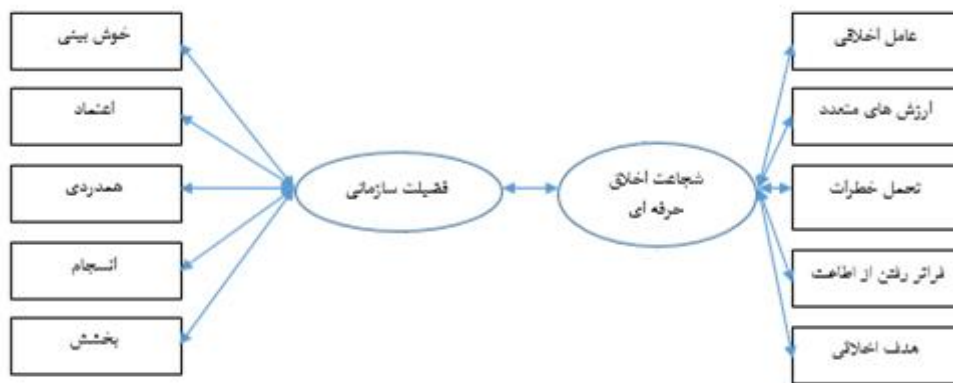 عامل اخلاقی
ارزش های متعدد
تحمل خطرات
فراتر رفتن از اطاعت
هدف اخلاقی
شجاعت اخلاق
حرفه ای
فضیلت سازمانی
خوش بینی
اعتماد
همدردی
انسجام
بخشش